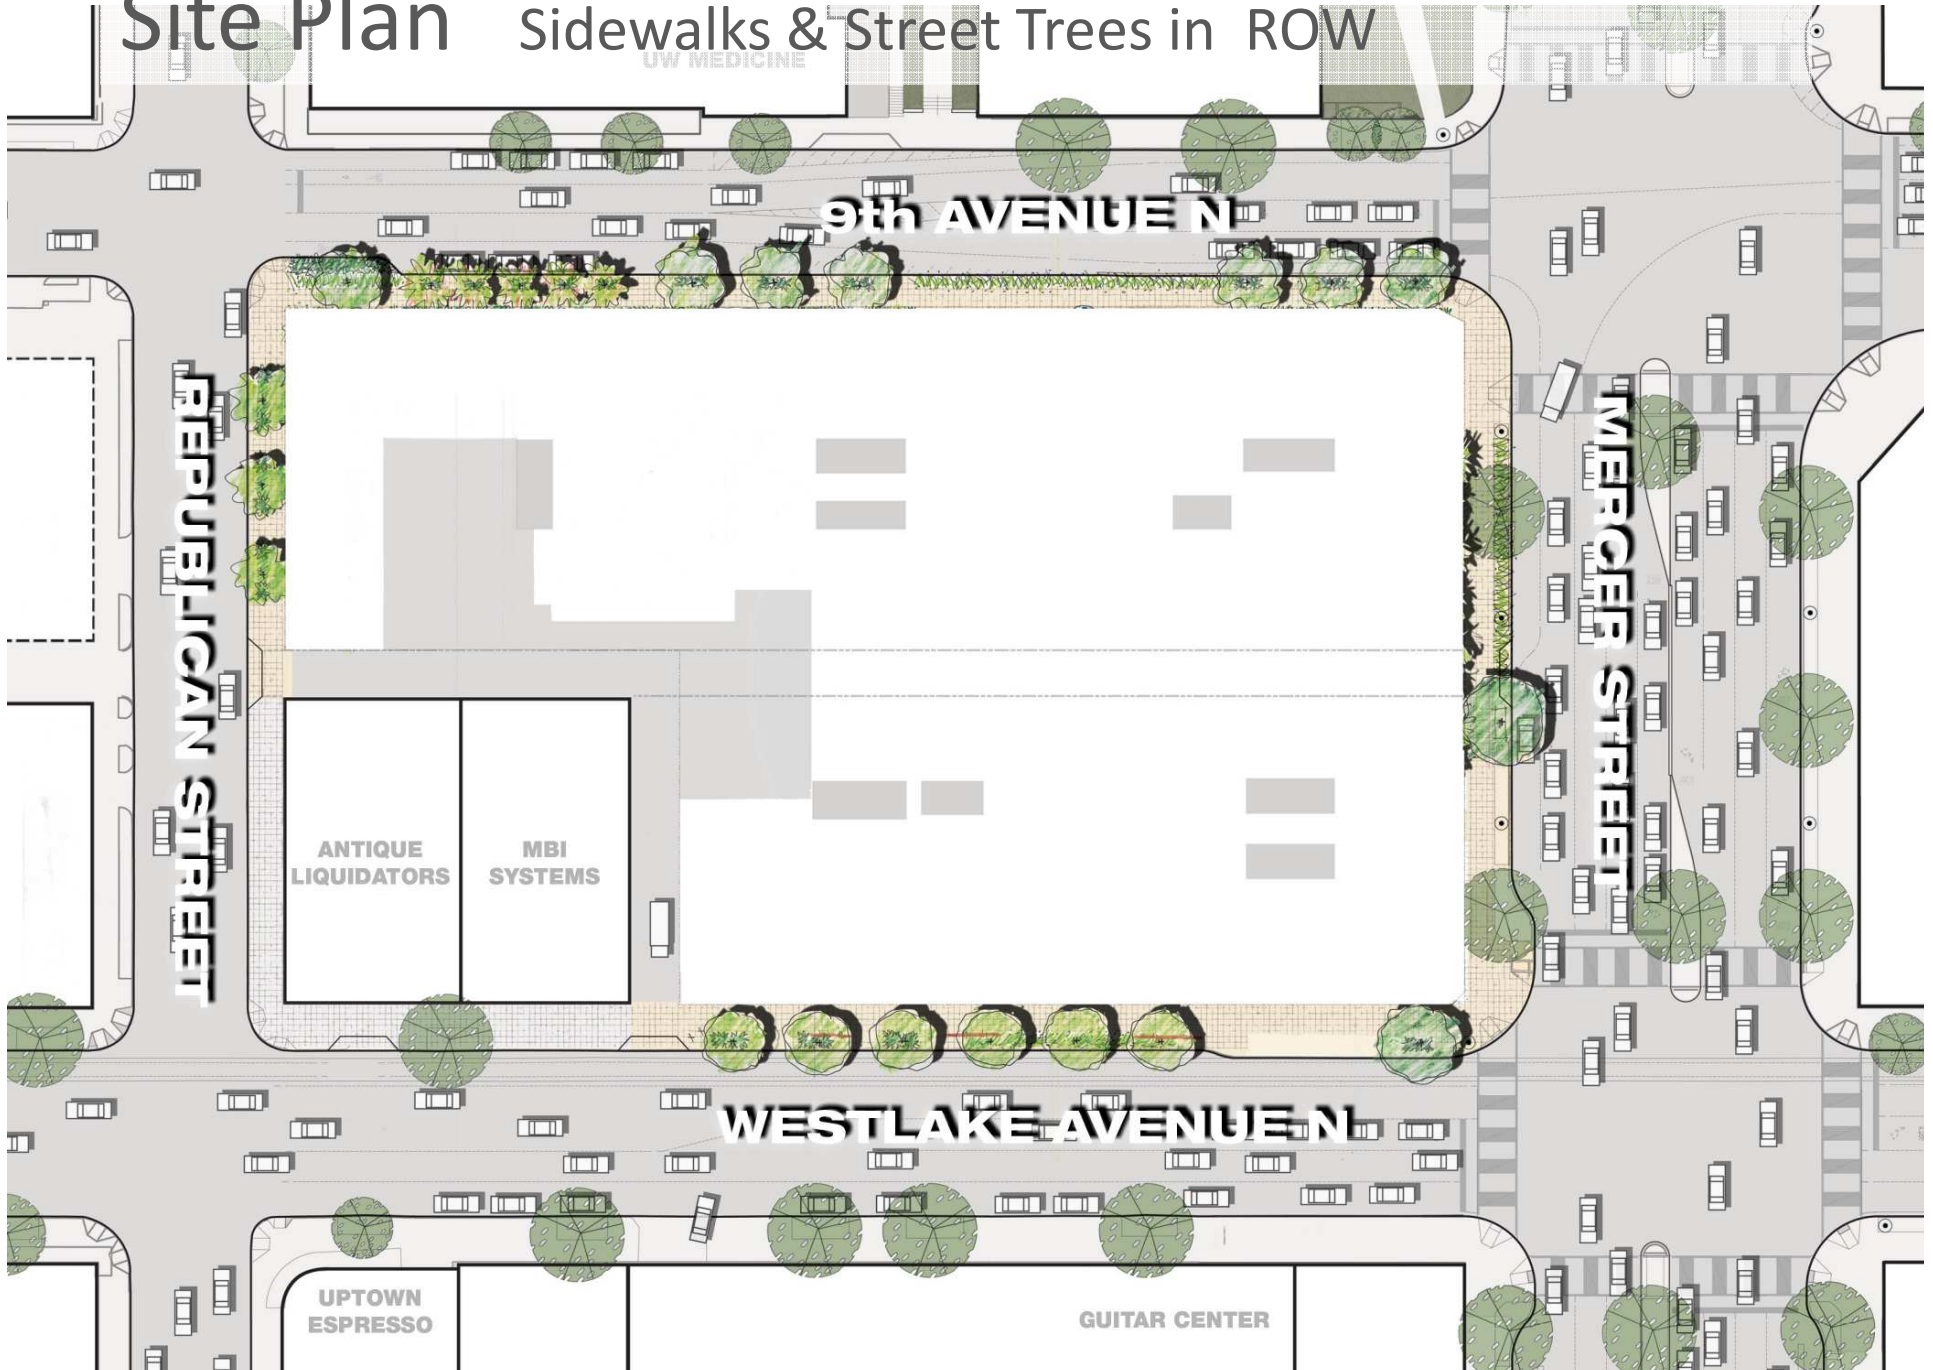 Site Plan Sidewalks & Street Trees in ROW
UW MEDICINE
9th AVENUE N
REPUBLICAN STREET
MERCER STREET
ANTIQUE
LIQUIDATORS
MBI
SYSTEMS
WESTLAKE AVENUE N
UPTOWN
ESPRESSO
GUITAR CENTER